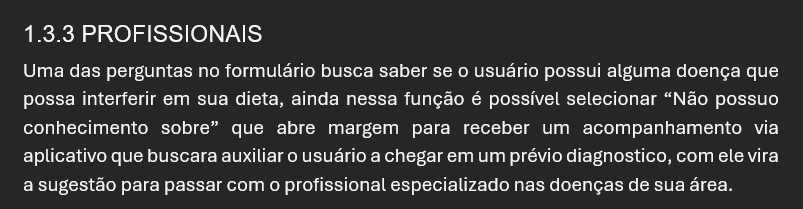 1.3.3 PROFISSIONAIS
Uma das perguntas no formulário busca saber se o usuário possui alguma doença que
possa interferir em sua dieta, ainda nessa função é possível selecionar “Não possuo
conhecimento sobre” que abre margem para receber um acompanhamento via
aplicativo que buscara auxiliar o usuário a chegar em um prévio diagnostico, com ele vira
a sugestão para passar com o profissional especializado nas doenças de sua área.